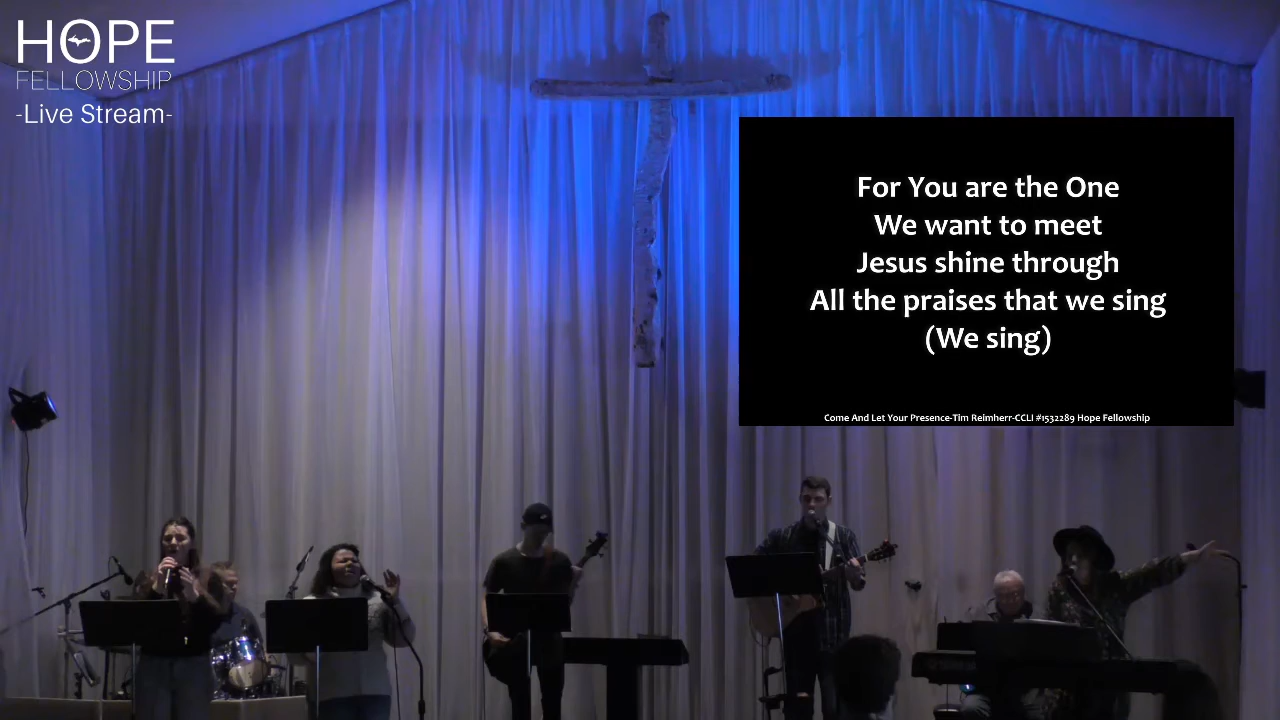 HOPE
FELLOWSHIP
-Live Stream-
For You are the One
We want to meet
Jesus shine through
All the praises that we sing
(We sing)
Come And Let Your Presence-Tim Reimherr-CCLI #1532289 Hope Fellowship